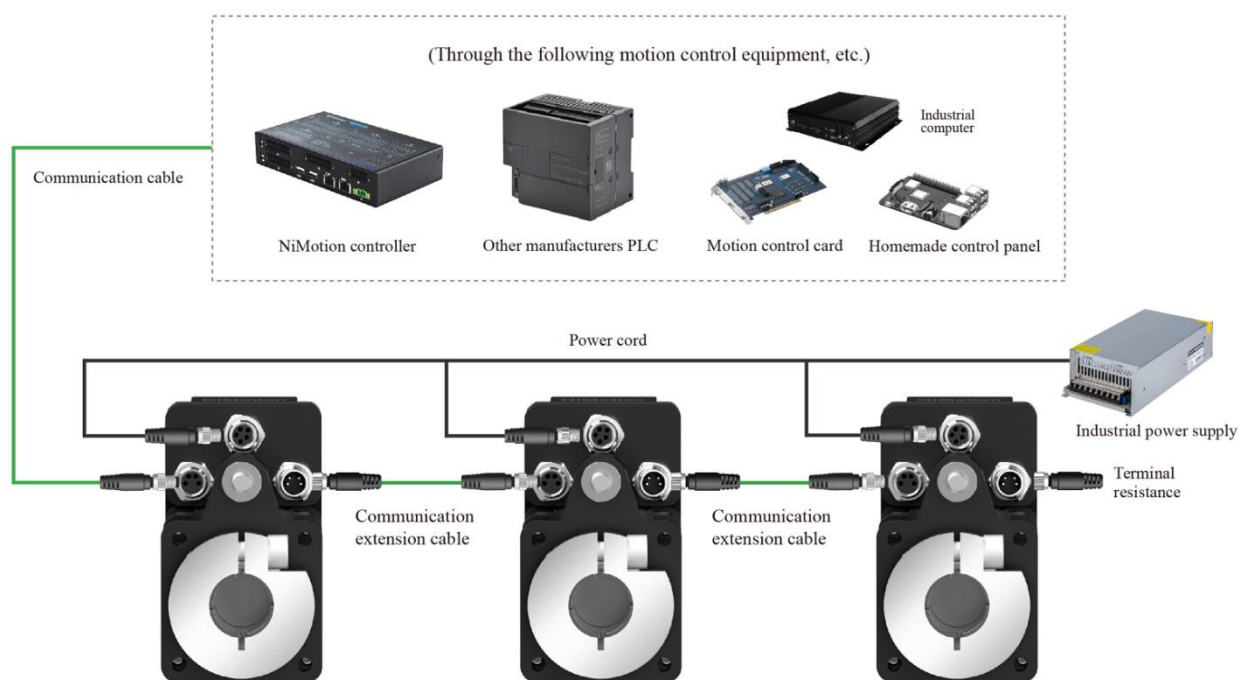 (Through the following motion control equipment, etc.)
Industrial
computer
Communication cable
NiMotion controller
Other manufacturers PLC
Motion control card
Homemade control panel
Power cord
Industrial power supply
Terminal
resistance
Communication
extension cable
Communication
extension cable